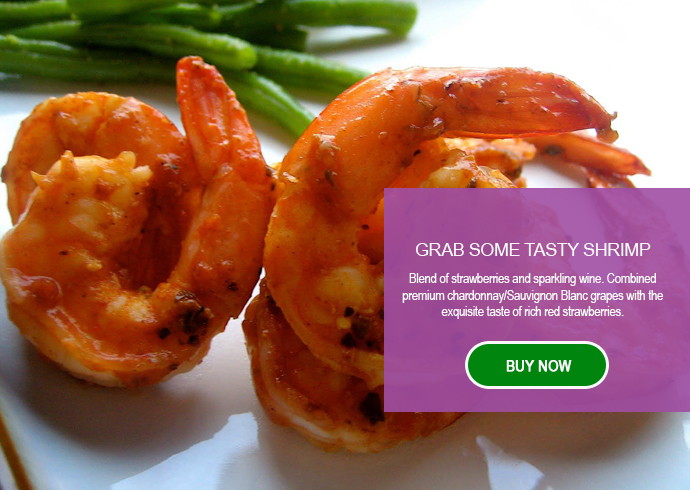 GRAB SOME TASTY SHRIMP
Blend of strawberries and sparkling wine. Combined
premium chardonnay/Sauvignon Blanc grapes with the
exquisite taste of rich red strawberries.
BUY NOW